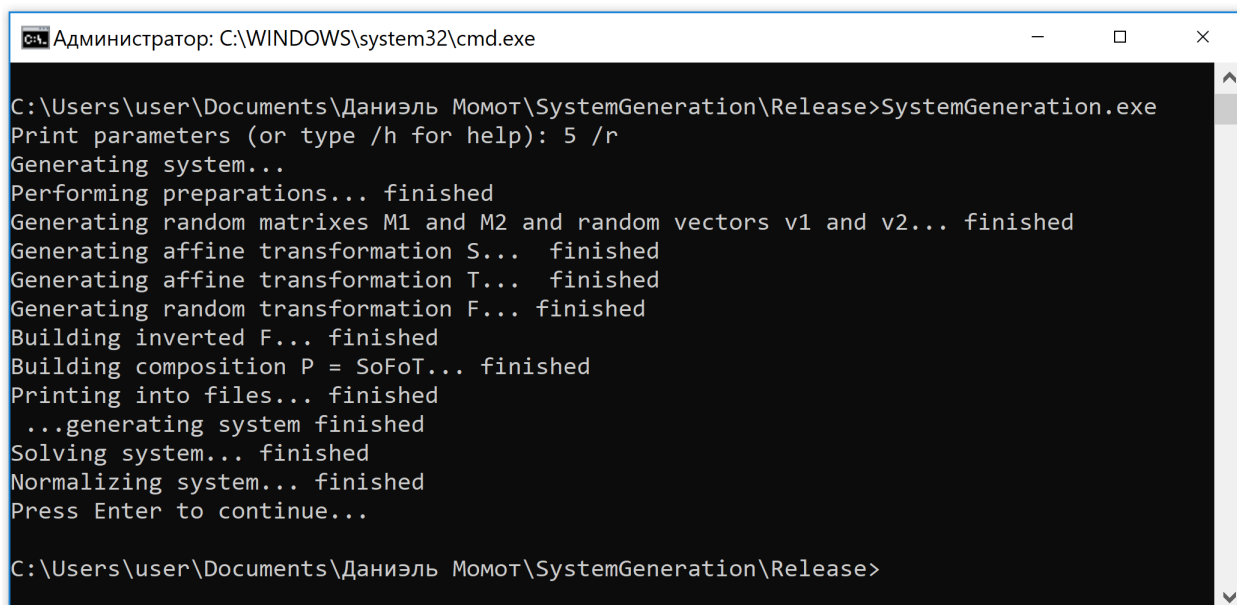 Администратор: C:\WINDOWS\system32\cmd.exe
C:\Users\user\Documents\Даниэль Момот\SystemGeneration\Release>SystemGeneration.exe
Print parameters (or type /h for help): 5 /r
Generating system...
Performing preparations... finished
Generating random matrixes M1 and M2 and random vectors v1 and v2... finished
Generating affine transformation S...  finished
Generating affine transformation T...  finished
Generating random transformation F... finished
Building inverted F... finished
Building composition P = SoFoT... finished
Printing into files... finished
 ...generating system finished
Solving system... finished
Normalizing system... finished
Press Enter to continue...
C:\Users\user\Documents\Даниэль Момот\SystemGeneration\Release>